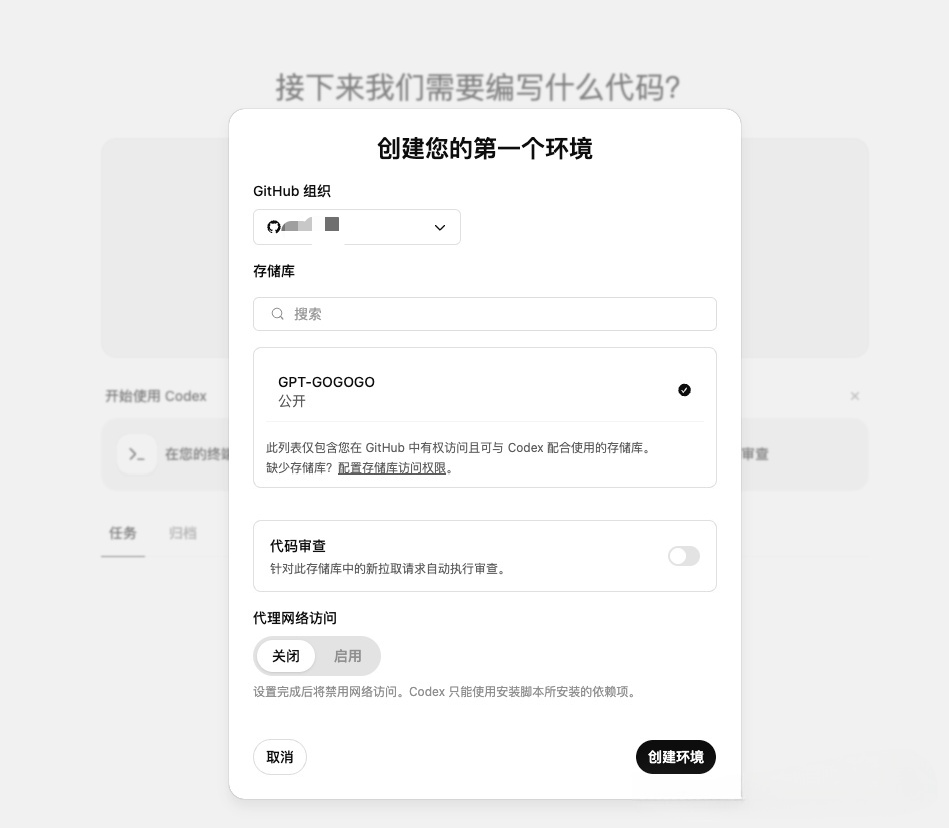 接下来我们需要编写什么代码?
创建您的第一个环境
GitHub 组织
存储库
搜索
GPT-GOGOGO
公开
此列表仅包含您在 GitHub 中有权访问且可与 Codex 配合使用的存储库。
缺少存储库? 配置存储库访问权限。
开始使用 Codex
在您的终端
审查
任务
归档
代码审查
针对此存储库中的新拉取请求自动执行审查。
代理网络访问
关闭
启用
设置完成后将禁用网络访问。Codex 只能使用安装脚本所安装的依赖项。
取消
创建环境